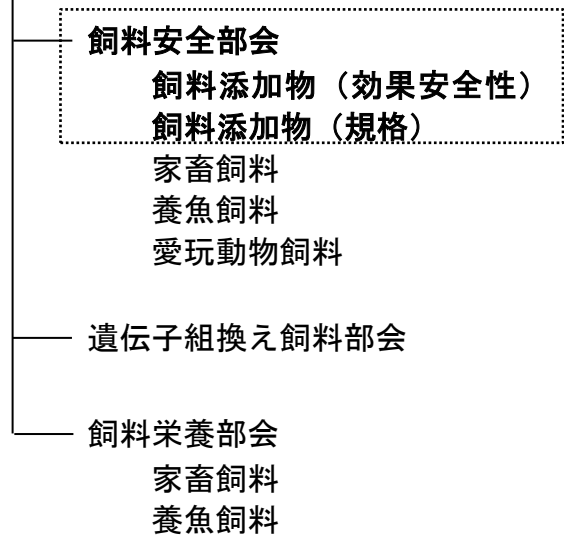 飼料安全部会
飼料添加物（効果安全性）
飼料添加物（規格）
家畜飼料
養魚飼料
愛玩動物飼料
遺伝子組換え飼料部会
飼料栄養部会
家畜飼料
養魚飼料